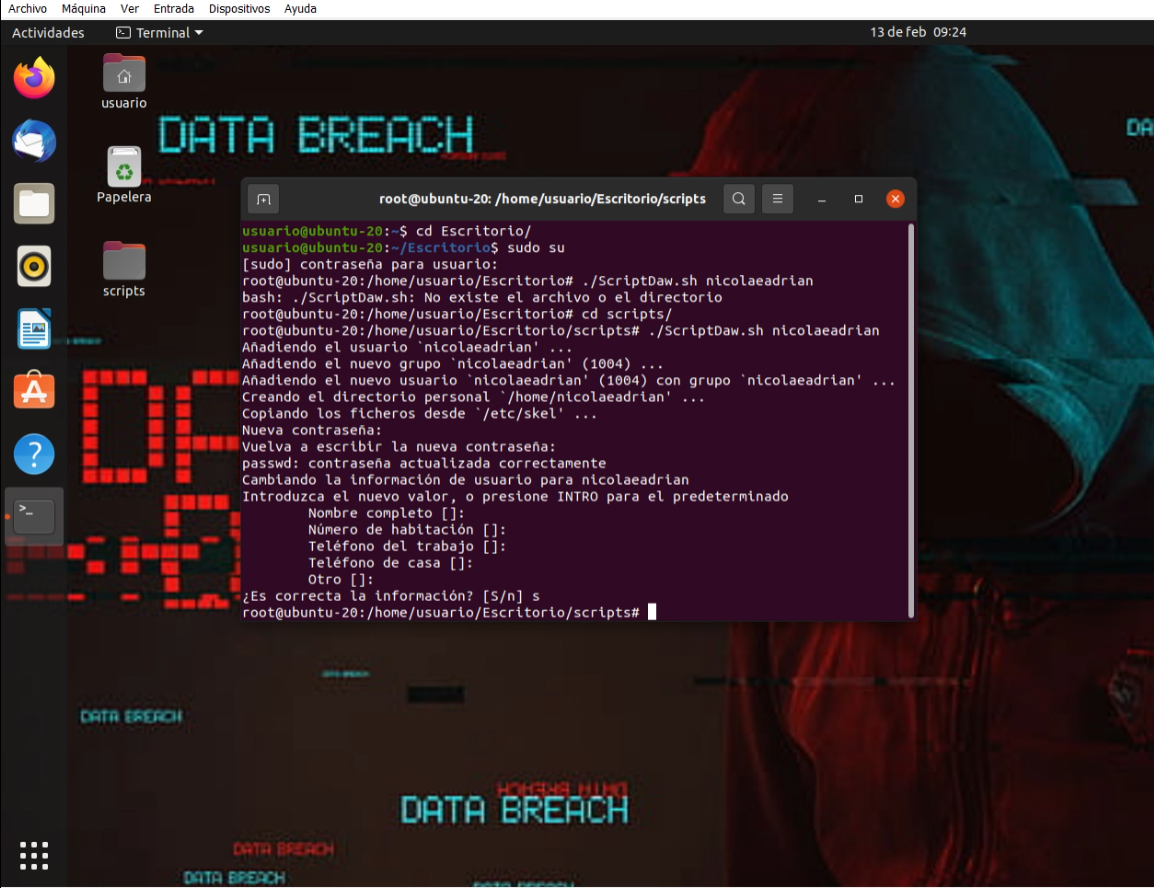 Archivo Máquina Ver Entrada Dispositivos Ayuda
Actividades Terminal 13 de feb 09:24
usuario
DATA BREACH
DA
Papelera
scripts
root@ubuntu-20: /home/usuario/Escritorio/scripts
usuario@ubuntu-20:~$ cd Escritorio/
usuario@ubuntu-20:~/Escritorio$ sudo su
[sudo] contraseña para usuario:
root@ubuntu-20:/home/usuario/Escritorio# ./ScriptDaw.sh nicolaeadrian
bash: ./ScriptDaw.sh: No existe el archivo o el directorio
root@ubuntu-20:/home/usuario/Escritorio# cd scripts/
root@ubuntu-20:/home/usuario/Escritorio/scripts# ./ScriptDaw.sh nicolaeadrian
Añadiendo el usuario `nicolaeadrian' ...
Añadiendo el nuevo grupo `nicolaeadrian' (1004) ...
Añadiendo el nuevo usuario `nicolaeadrian' (1004) con grupo `nicolaeadrian' ...
Creando el directorio personal `/home/nicolaeadrian' ...
Copiando los ficheros desde `/etc/skel' ...
Nueva contraseña:
Vuelva a escribir la nueva contraseña:
passwd: contraseña actualizada correctamente
Cambiando la información de usuario para nicolaeadrian
Introduzca el nuevo valor, o presione INTRO para el predeterminado
Nombre completo []:
Número de habitación []:
Teléfono del trabajo []:
Teléfono de casa []:
Otro []:
¿Es correcta la información? [S/n] s
root@ubuntu-20:/home/usuario/Escritorio/scripts#
DA
DATA BREACH
DATA BREACH
DATA BREACH
DATA BREACH
DATA BREACH